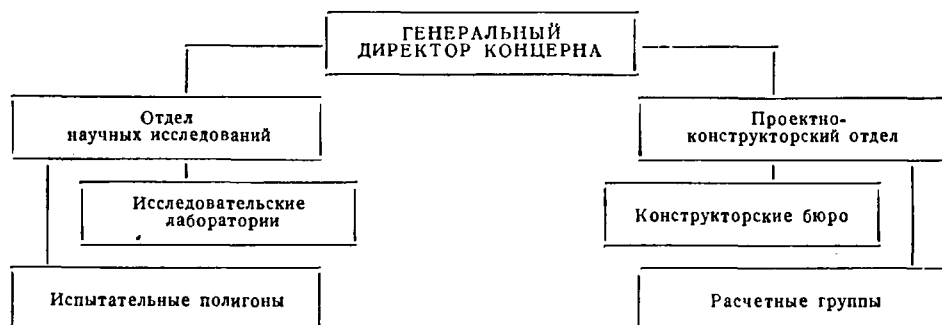 ГЕНЕРАЛЬНЫЙ
ДИРЕКТОР КОНЦЕРНА
Отдел
научных исследований
Проектно-
конструкторский отдел
Исследовательские
лаборатории
Конструкторские бюро
Испытательные полигоны
Расчетные группы